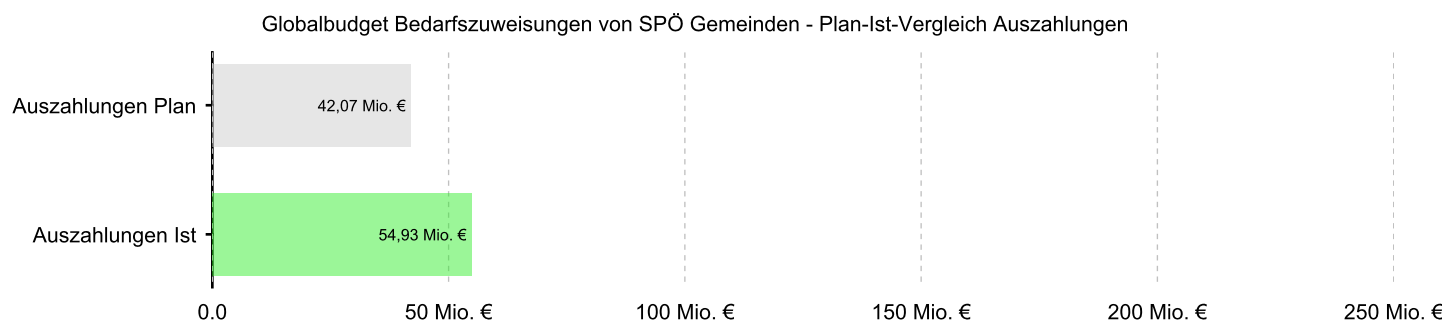 Globalbudget Bedarfszuweisungen von SPÖ Gemeinden - Plan-Ist-Vergleich Auszahlungen
Auszahlungen Plan
42,07 Mio. €
Auszahlungen Ist
54,93 Mio. €
0.0 50 Mio. € 100 Mio. € 150 Mio. € 200 Mio. € 250 Mio. €